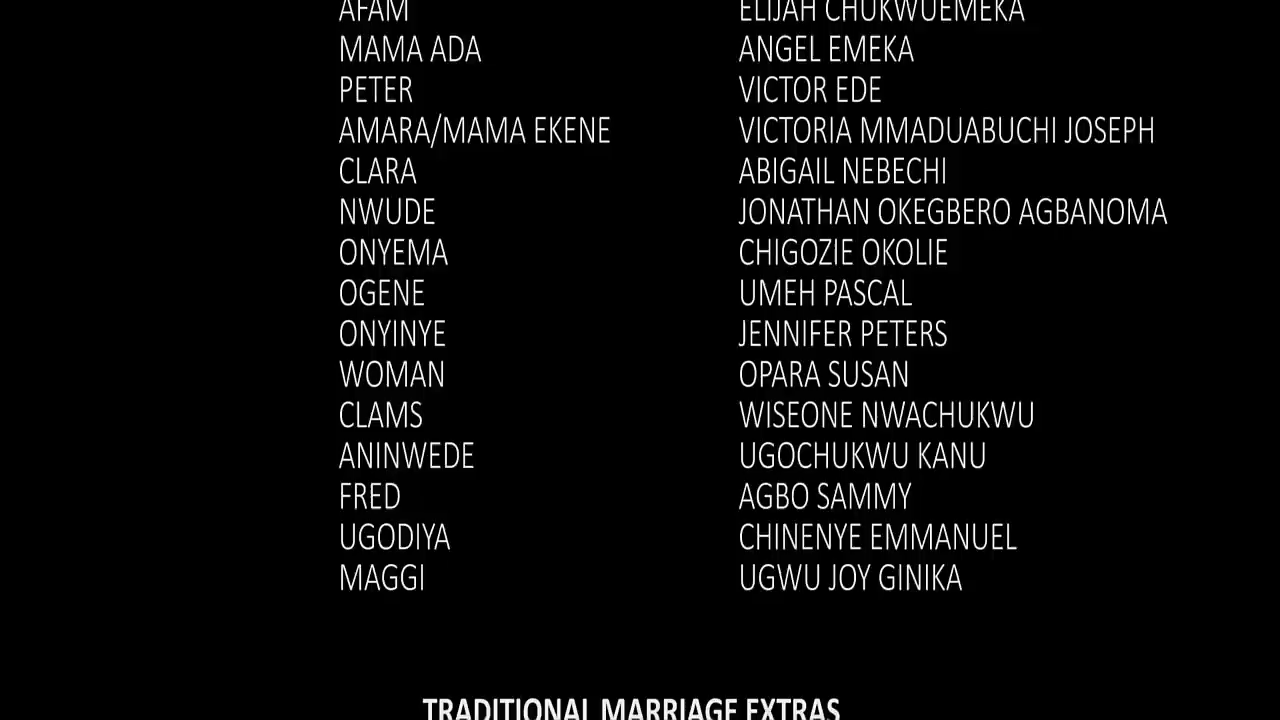 AFAM ELIJAH CHUKWUEMEKA
MAMA ADA ANGEL EMEKA
PETER VICTOR EDE
AMARA/MAMA EKENE VICTORIA MMADUABUCHI JOSEPH
CLARA ABIGAIL NEBECHI
NWUDE JONATHAN OKEGBERO AGBANOMA
ONYEMA CHIGOZIE OKOLIE
OGENE UMEH PASCAL
ONYINYE JENNIFER PETERS
WOMAN OPARA SUSAN
CLAMS WISEONE NWACHUKWU
ANINWEDE UGOCHUKWU KANU
FRED AGBO SAMMY
UGODIYA CHINENYE EMMANUEL
MAGGI UGWU JOY GINIKA
TRADITIONAL MARRIAGE EXTRAS